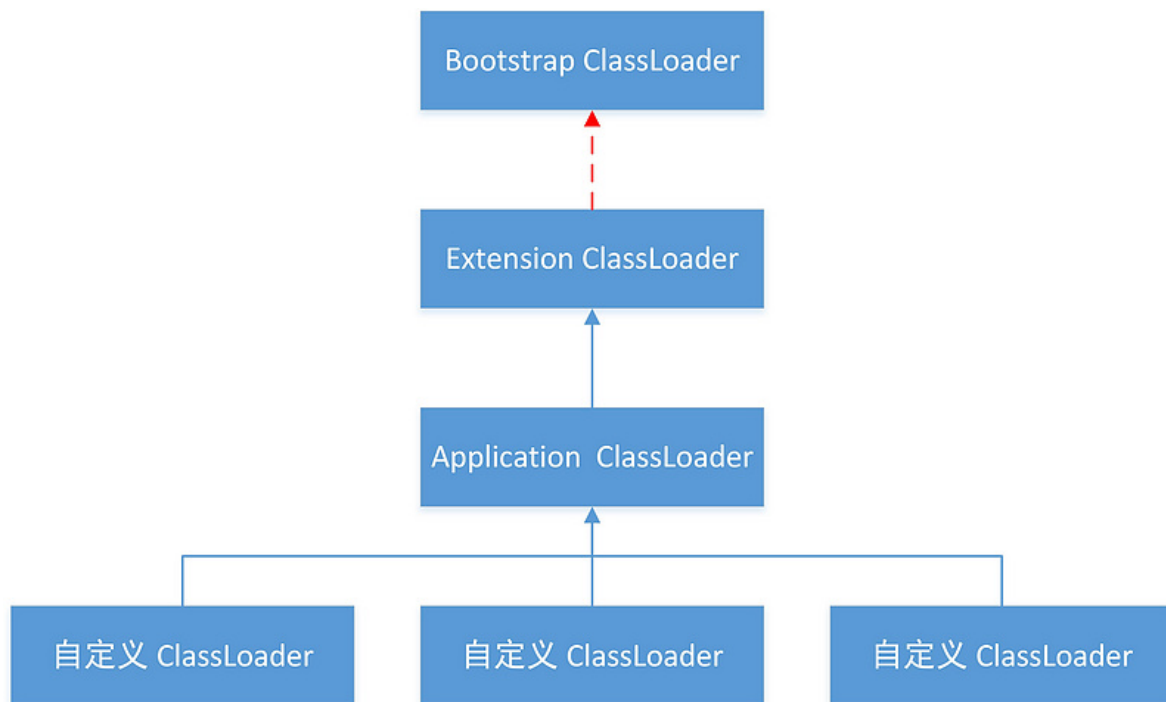 Bootstrap ClassLoader
Extension ClassLoader
Application  ClassLoader
自定义 ClassLoader
自定义 ClassLoader
自定义 ClassLoader